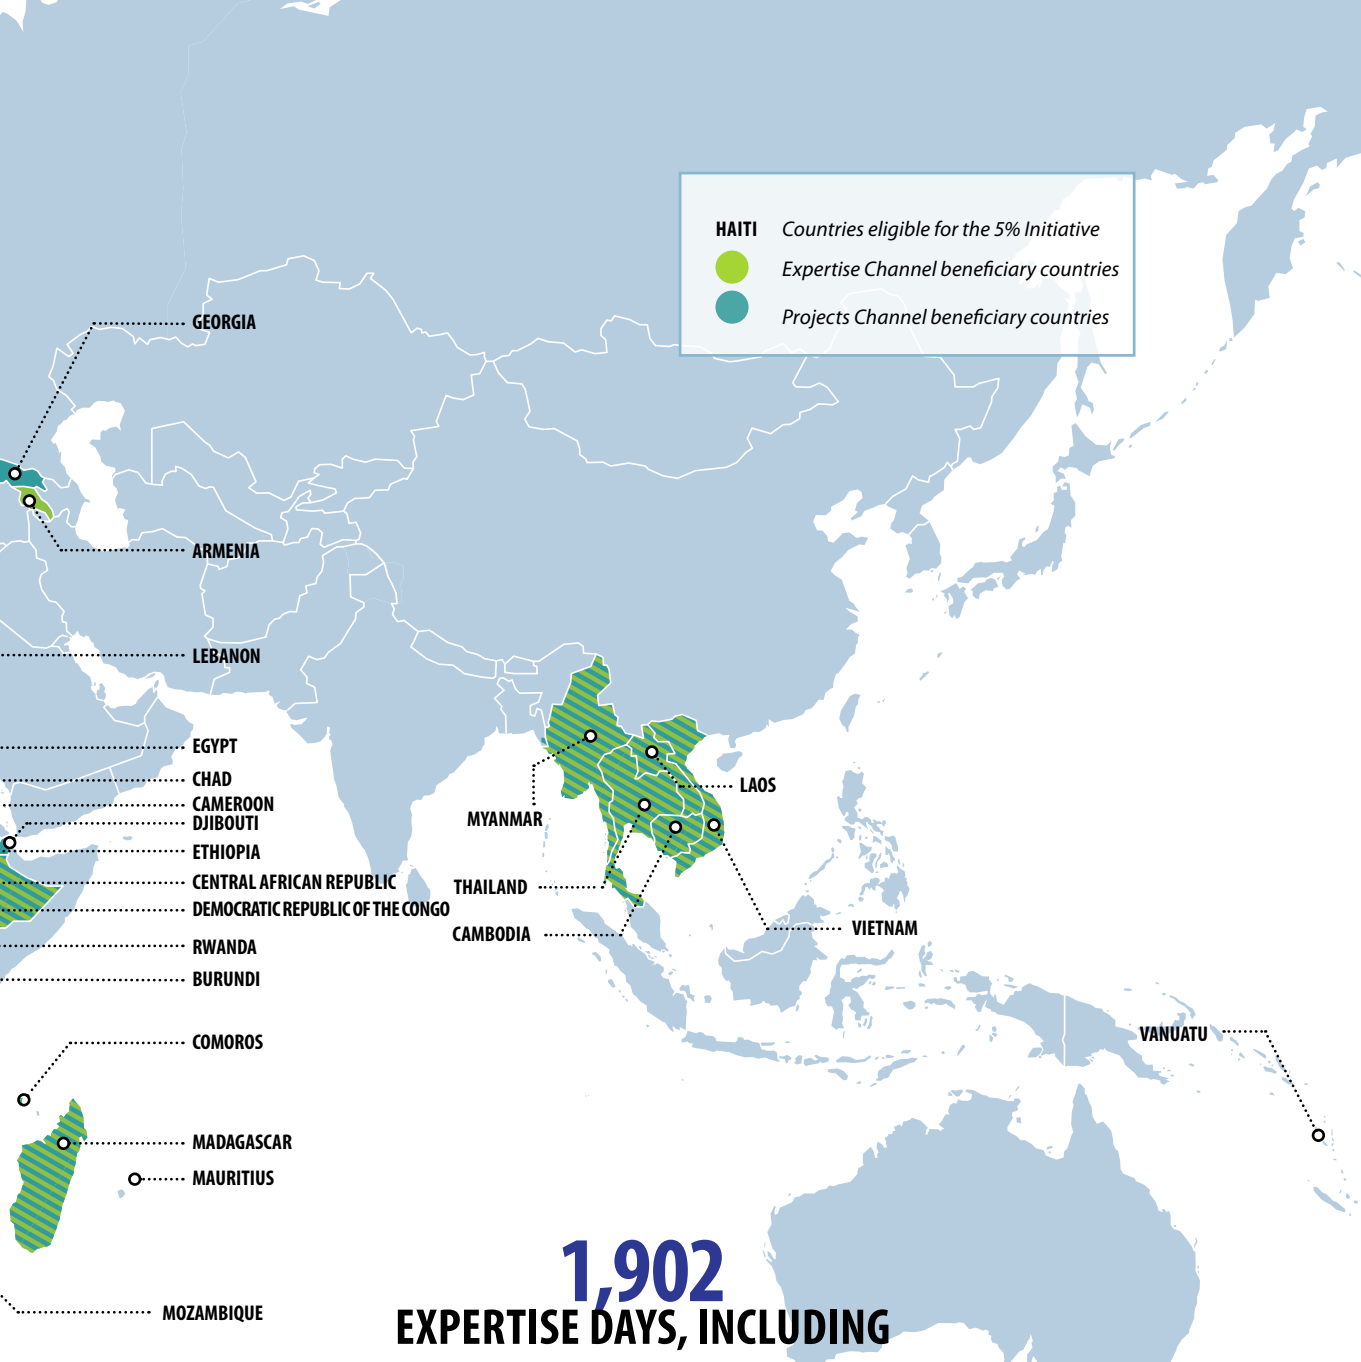 HAITI Countries eligible for the 5% Initiative
Expertise Channel beneficiary countries
Projects Channel beneficiary countries
GEORGIA
ARMENIA
LEBANON
EGYPT
CHAD
CAMEROON
DJIBOUTI
ETHIOPIA
CENTRAL AFRICAN REPUBLIC
DEMOCRATIC REPUBLIC OF THE CONGO
RWANDA
BURUNDI
COMOROS
MADAGASCAR
MAURITIUS
MOZAMBIQUE
MYANMAR
LAOS
THAILAND
CAMBODIA
VIETNAM
VANUATU
1,902
EXPERTISE DAYS, INCLUDING